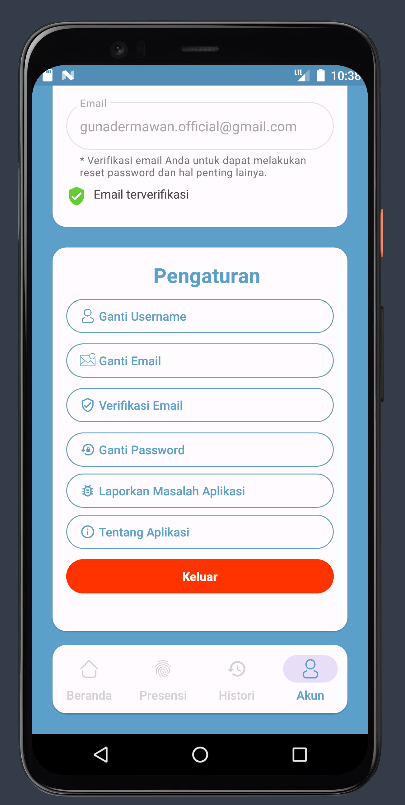 LTE 10:38
Email
gunadermawan.official@gmail.com
* Verifikasi email Anda untuk dapat melakukan
reset password dan hal penting lainya.
Email terverifikasi
Pengaturan
Ganti Username
Ganti Email
Verifikasi Email
Ganti Password
Laporkan Masalah Aplikasi
Tentang Aplikasi
Keluar
Beranda
Presensi
Histori
Akun